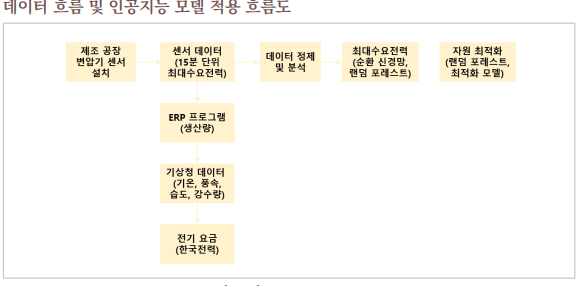 데이터 흐름 및 인공지능 모델 적용 흐름도
제조 공장
변압기 센서
설치
센서 데이터
(15분 단위
최대수요전력)
데이터 정제
및 분석
최대수요전력
(순환 신경망,
랜덤 포레스트)
자원 최적화
(랜덤 포레스트,
최적화 모델)
ERP 프로그램
(생산량)
기상청 데이터
(기온, 풍속,
습도, 강수량)
전기 요금
(한국전력)